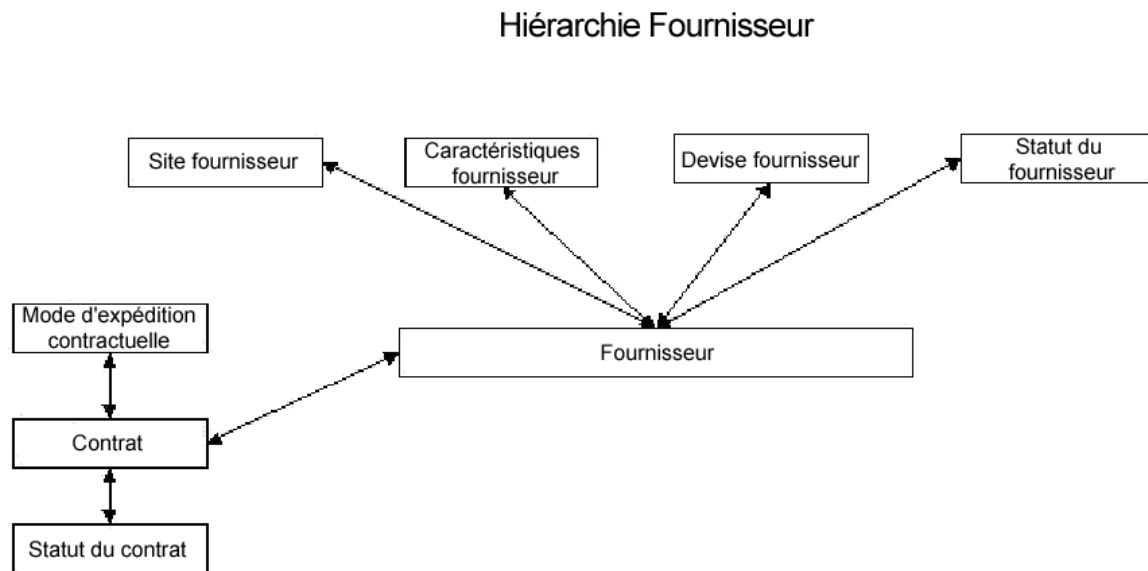 Hiérarchie Fournisseur
Site fournisseur
Caractéristiques
fournisseur
Devise fournisseur
Statut du
fournisseur
Mode d'expédition
contractuelle
Fournisseur
Contrat
Statut du contrat